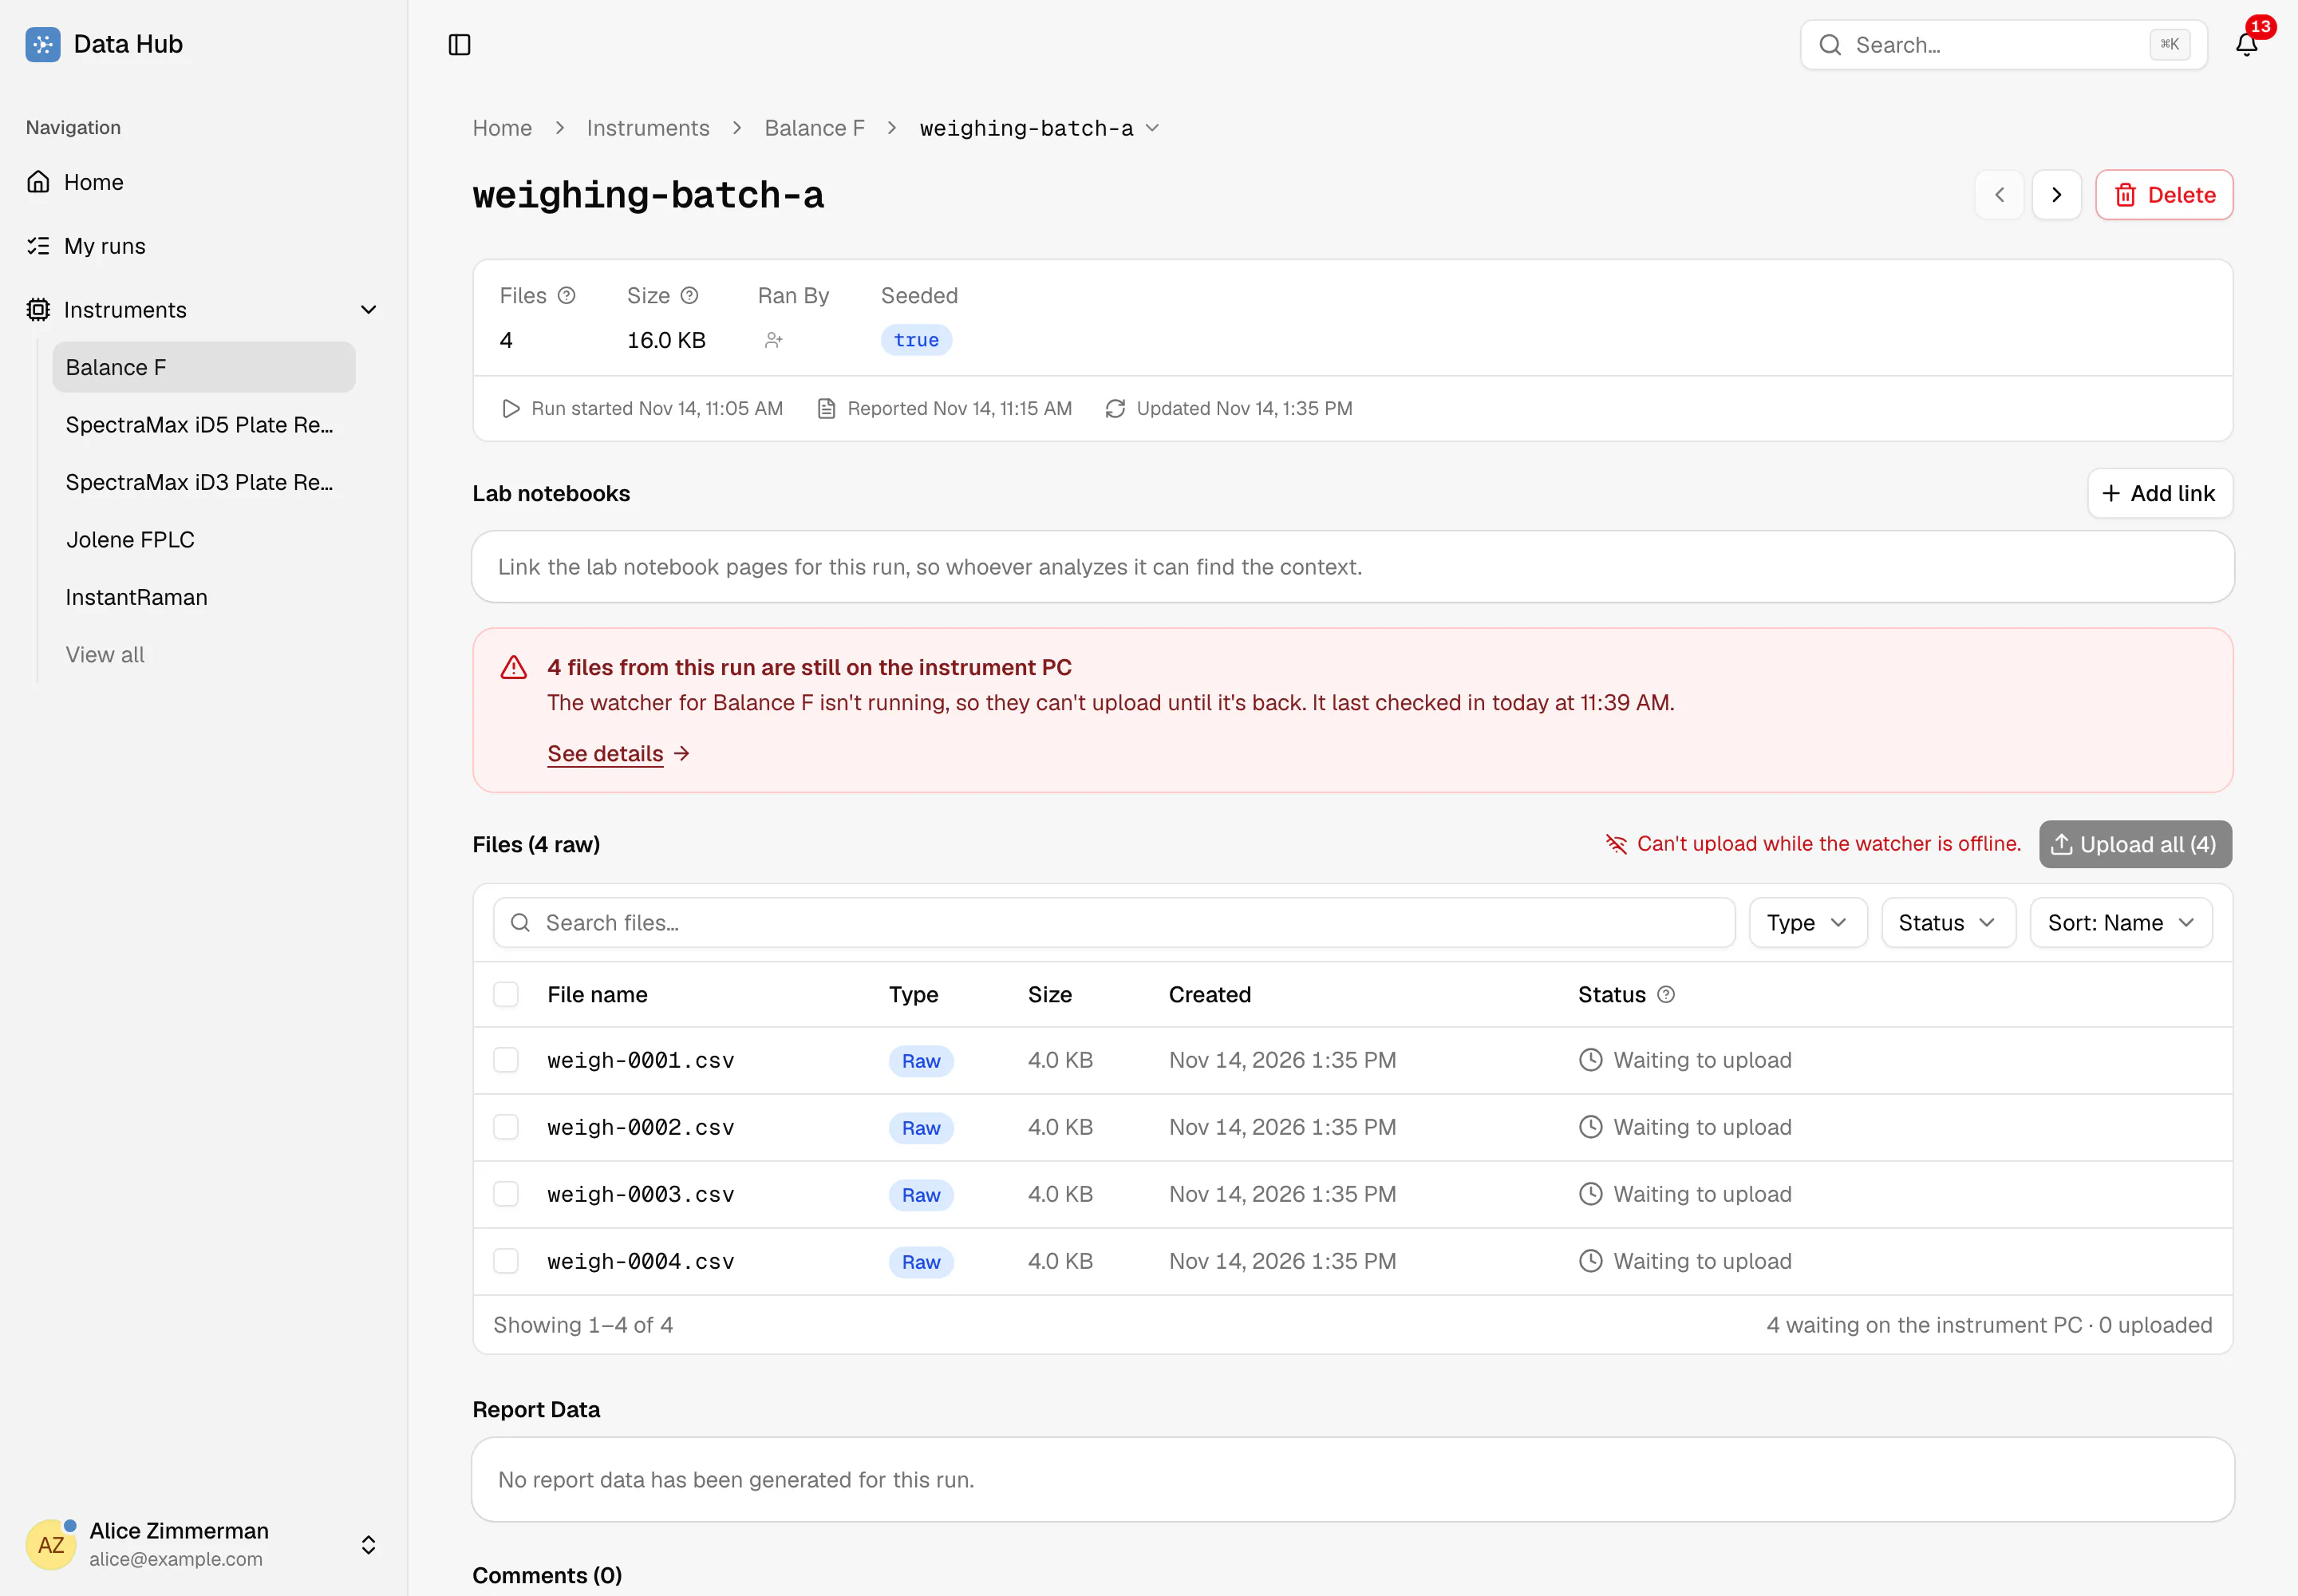 Data Hub
Search...
⌘K
13
Navigation
Home
My runs
Instruments
Balance F
SpectraMax iD5 Plate Re...
SpectraMax iD3 Plate Re...
Jolene FPLC
InstantRaman
View all
Home > Instruments > Balance F > weighing-batch-a
weighing-batch-a
Delete
Files Size Ran By Seeded
4 16.0 KB true
Run started Nov 14, 11:05 AM Reported Nov 14, 11:15 AM Updated Nov 14, 1:35 PM
Lab notebooks
+ Add link
Link the lab notebook pages for this run, so whoever analyzes it can find the context.
4 files from this run are still on the instrument PC
The watcher for Balance F isn't running, so they can't upload until it's back. It last checked in today at 11:39 AM.
See details →
Files (4 raw)
Can't upload while the watcher is offline.
Upload all (4)
Search files...
Type
Status
Sort: Name
File name Type Size Created Status
weigh-0001.csv Raw 4.0 KB Nov 14, 2026 1:35 PM Waiting to upload
weigh-0002.csv Raw 4.0 KB Nov 14, 2026 1:35 PM Waiting to upload
weigh-0003.csv Raw 4.0 KB Nov 14, 2026 1:35 PM Waiting to upload
weigh-0004.csv Raw 4.0 KB Nov 14, 2026 1:35 PM Waiting to upload
Showing 1–4 of 4
4 waiting on the instrument PC · 0 uploaded
Report Data
No report data has been generated for this run.
Comments (0)
AZ
Alice Zimmerman
alice@example.com